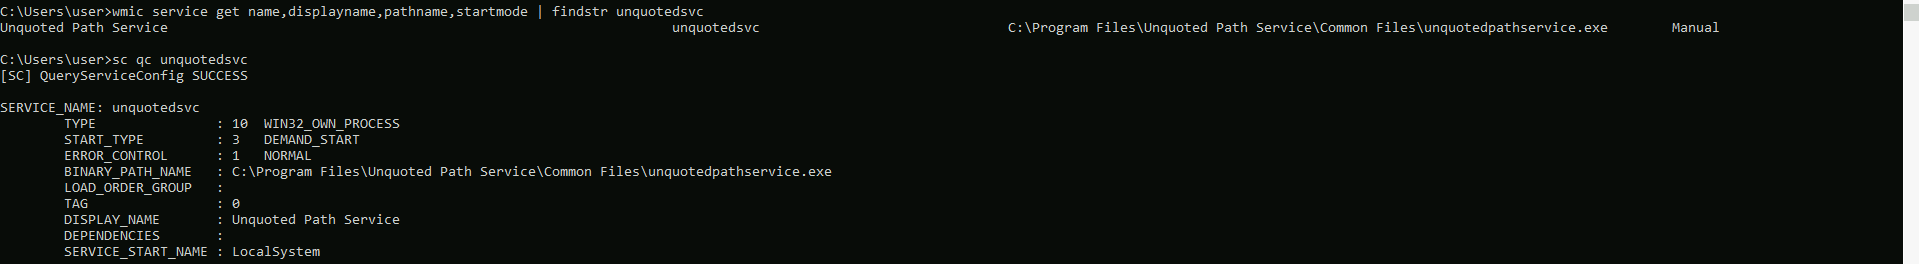 C:\Users\user>wmic service get name,displayname,pathname,startmode | findstr unquotedsvc
Unquoted Path Service unquotedsvc C:\Program Files\Unquoted Path Service\Common Files\unquotedpathservice.exe Manual
C:\Users\user>sc qc unquotedsvc
[SC] QueryServiceConfig SUCCESS
SERVICE_NAME: unquotedsvc
TYPE : 10 WIN32_OWN_PROCESS
START_TYPE : 3 DEMAND_START
ERROR_CONTROL : 1 NORMAL
BINARY_PATH_NAME : C:\Program Files\Unquoted Path Service\Common Files\unquotedpathservice.exe
LOAD_ORDER_GROUP :
TAG : 0
DISPLAY_NAME : Unquoted Path Service
DEPENDENCIES :
SERVICE_START_NAME : LocalSystem